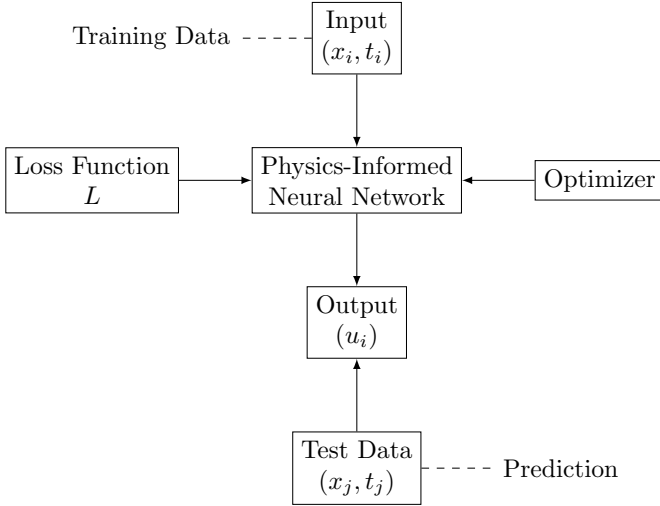 Input
Training Data
(x_i, t_i)
Loss Function
L
Physics-Informed
Neural Network
Optimizer
Output
(u_i)
Test Data
(x_j, t_j)
Prediction